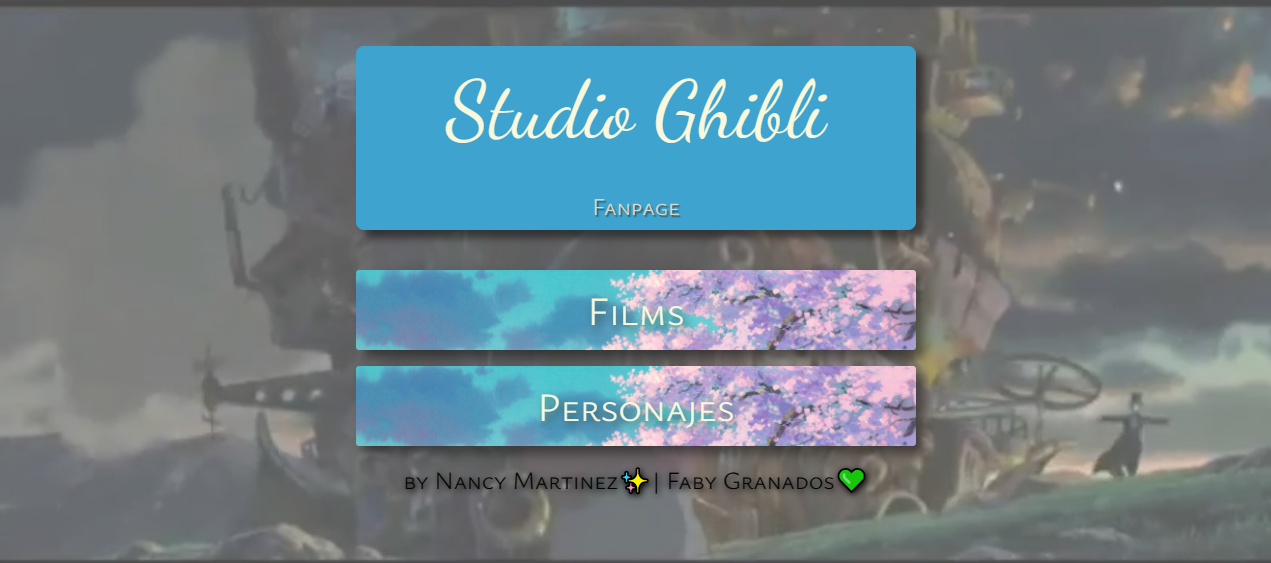 Studio Ghibli
Fanpage
Films
Personajes
by Nancy Martinez✨ | Faby Granados💚